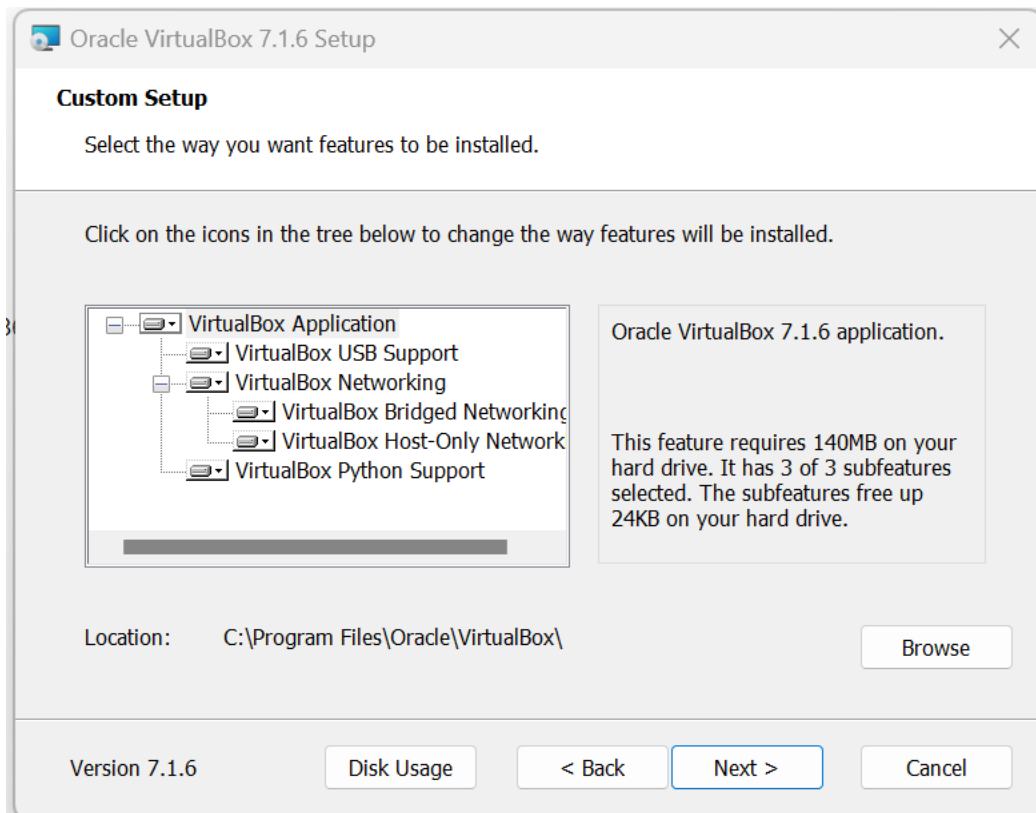 Oracle VirtualBox 7.1.6 Setup
Custom Setup
Select the way you want features to be installed.
Click on the icons in the tree below to change the way features will be installed.
VirtualBox Application
VirtualBox USB Support
VirtualBox Networking
VirtualBox Bridged Networking
VirtualBox Host-Only Network
VirtualBox Python Support
Oracle VirtualBox 7.1.6 application.
This feature requires 140MB on your
hard drive. It has 3 of 3 subfeatures
selected. The subfeatures free up
24KB on your hard drive.
Location: C:\Program Files\Oracle\VirtualBox\
Browse
Version 7.1.6
Disk Usage
< Back
Next >
Cancel